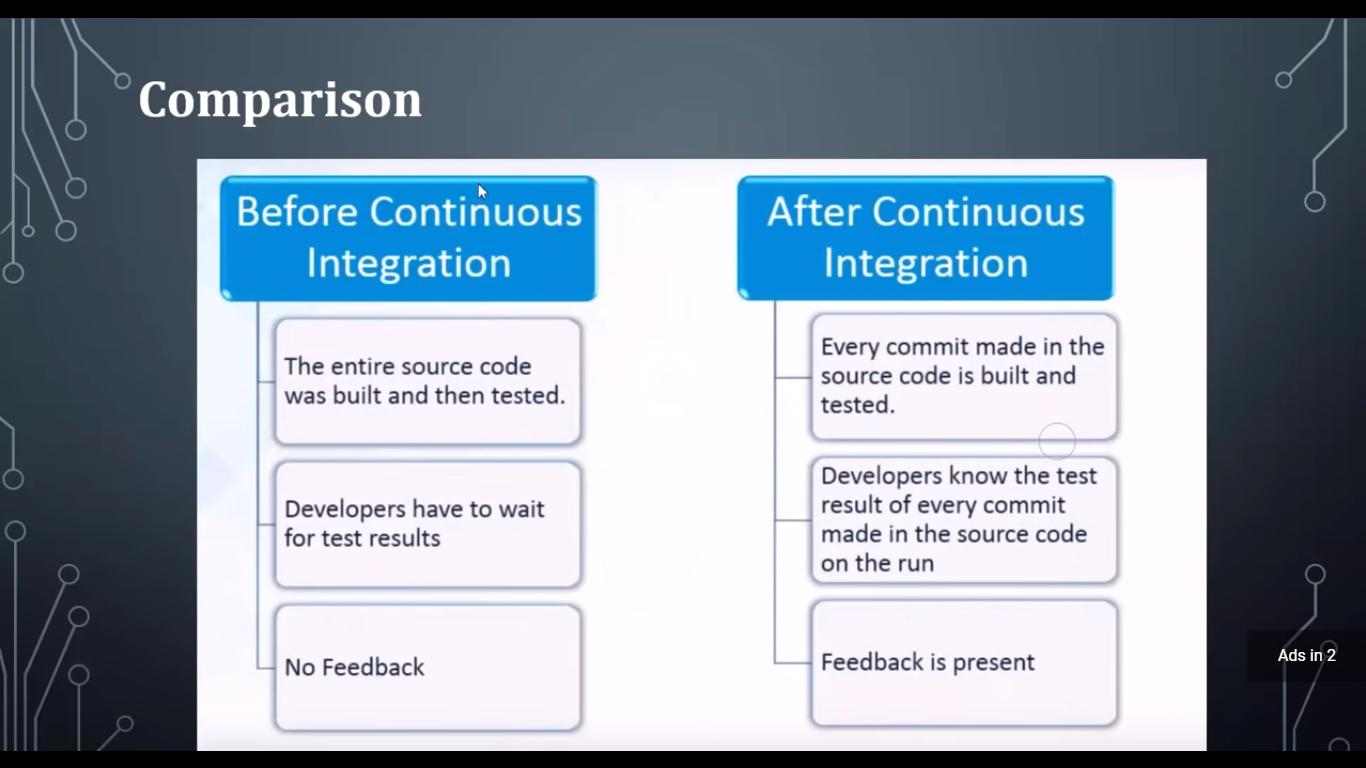 Comparison
Before Continuous
Integration
The entire source code
was built and then tested.
Developers have to wait
for test results
No Feedback
After Continuous
Integration
Every commit made in the
source code is built and
tested.
Developers know the test
result of every commit
made in the source code
on the run
Feedback is present
Ads in 2